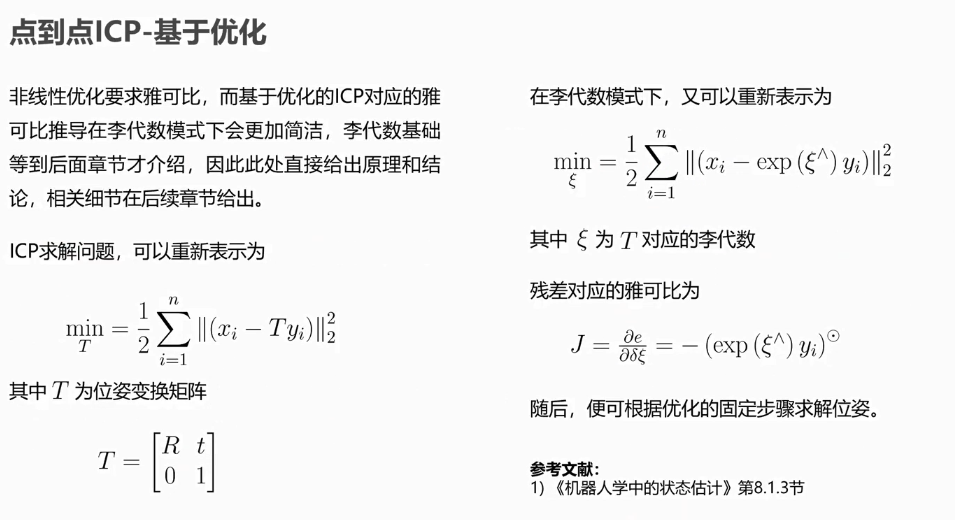 点到点ICP-基于优化
非线性优化要求雅可比，而基于优化的ICP对应的雅
可比推导在李代数模式下会更加简洁，李代数基础
等到后面章节才介绍，因此此处直接给出原理和结
论，相关细节在后续章节给出。
ICP求解问题，可以重新表示为
$\min_{T} = \frac{1}{2} \sum_{i=1}^{n} \|(x_i - T y_i)\|_2^2$
其中 $T$ 为位姿变换矩阵
$T = \begin{bmatrix} R & t \\ 0 & 1 \end{bmatrix}$
在李代数模式下，又可以重新表示为
$\min_{\xi} = \frac{1}{2} \sum_{i=1}^{n} \|(x_i - \exp(\xi^{\wedge}) y_i)\|_2^2$
其中 $\xi$ 为 $T$ 对应的李代数
残差对应的雅可比为
$J = \frac{\partial e}{\partial \delta \xi} = -(\exp(\xi^{\wedge}) y_i)^{\odot}$
随后，便可根据优化的固定步骤求解位姿。
参考文献：
1）《机器人学中的状态估计》第8.1.3节